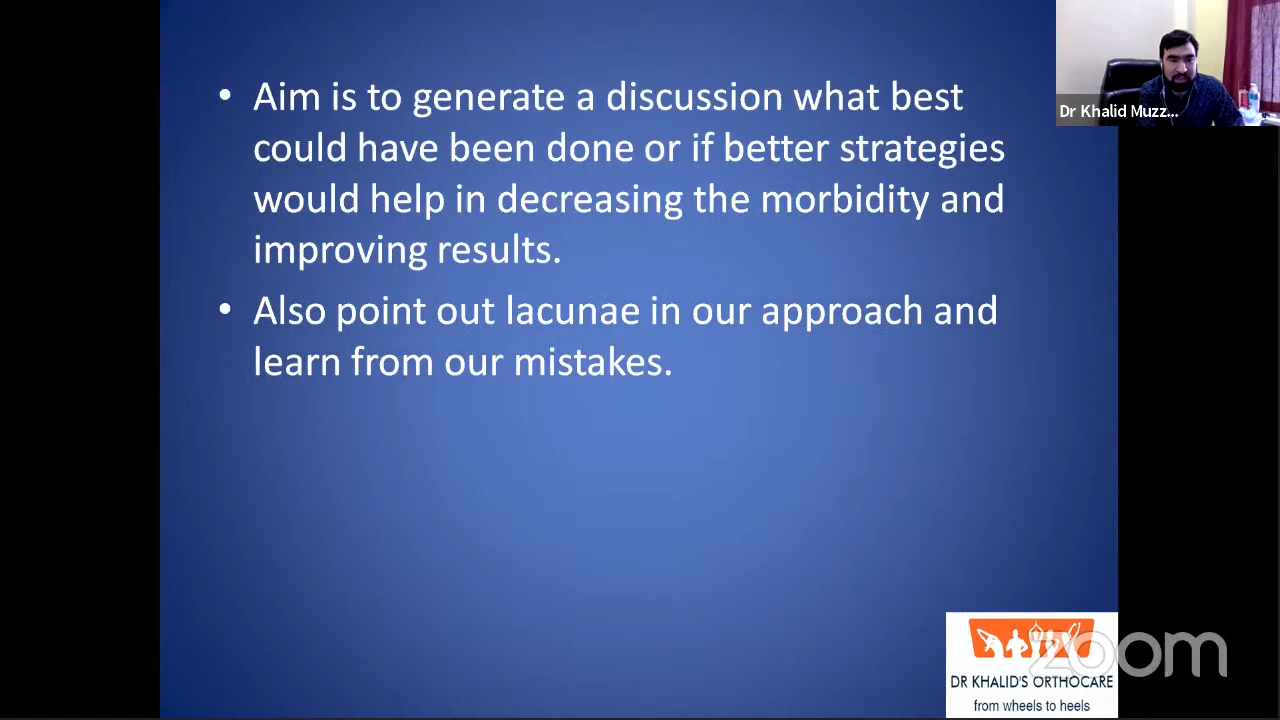 • Aim is to generate a discussion what best
could have been done or if better strategies
would help in decreasing the morbidity and
improving results.
• Also point out lacunae in our approach and
learn from our mistakes.
Dr Khalid Muzz...
zoom
DR KHALID'S ORTHOCARE
from wheels to heels